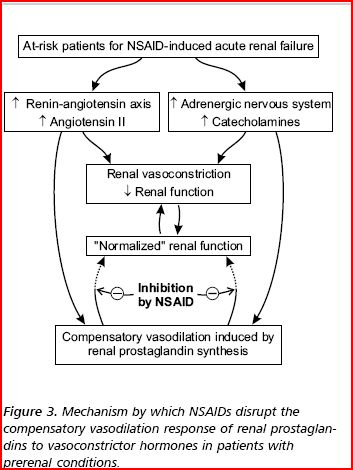 At-risk patients for NSAID-induced acute renal failure
↑ Renin-angiotensin axis
↑ Angiotensin II
↑ Adrenergic nervous system
↑ Catecholamines
Renal vasoconstriction
↓ Renal function
"Normalized" renal function
Inhibition
by NSAID
Compensatory vasodilation induced by
renal prostaglandin synthesis
Figure 3. Mechanism by which NSAIDs disrupt the
compensatory vasodilation response of renal prostaglan-
dins to vasoconstrictor hormones in patients with
prerenal conditions.